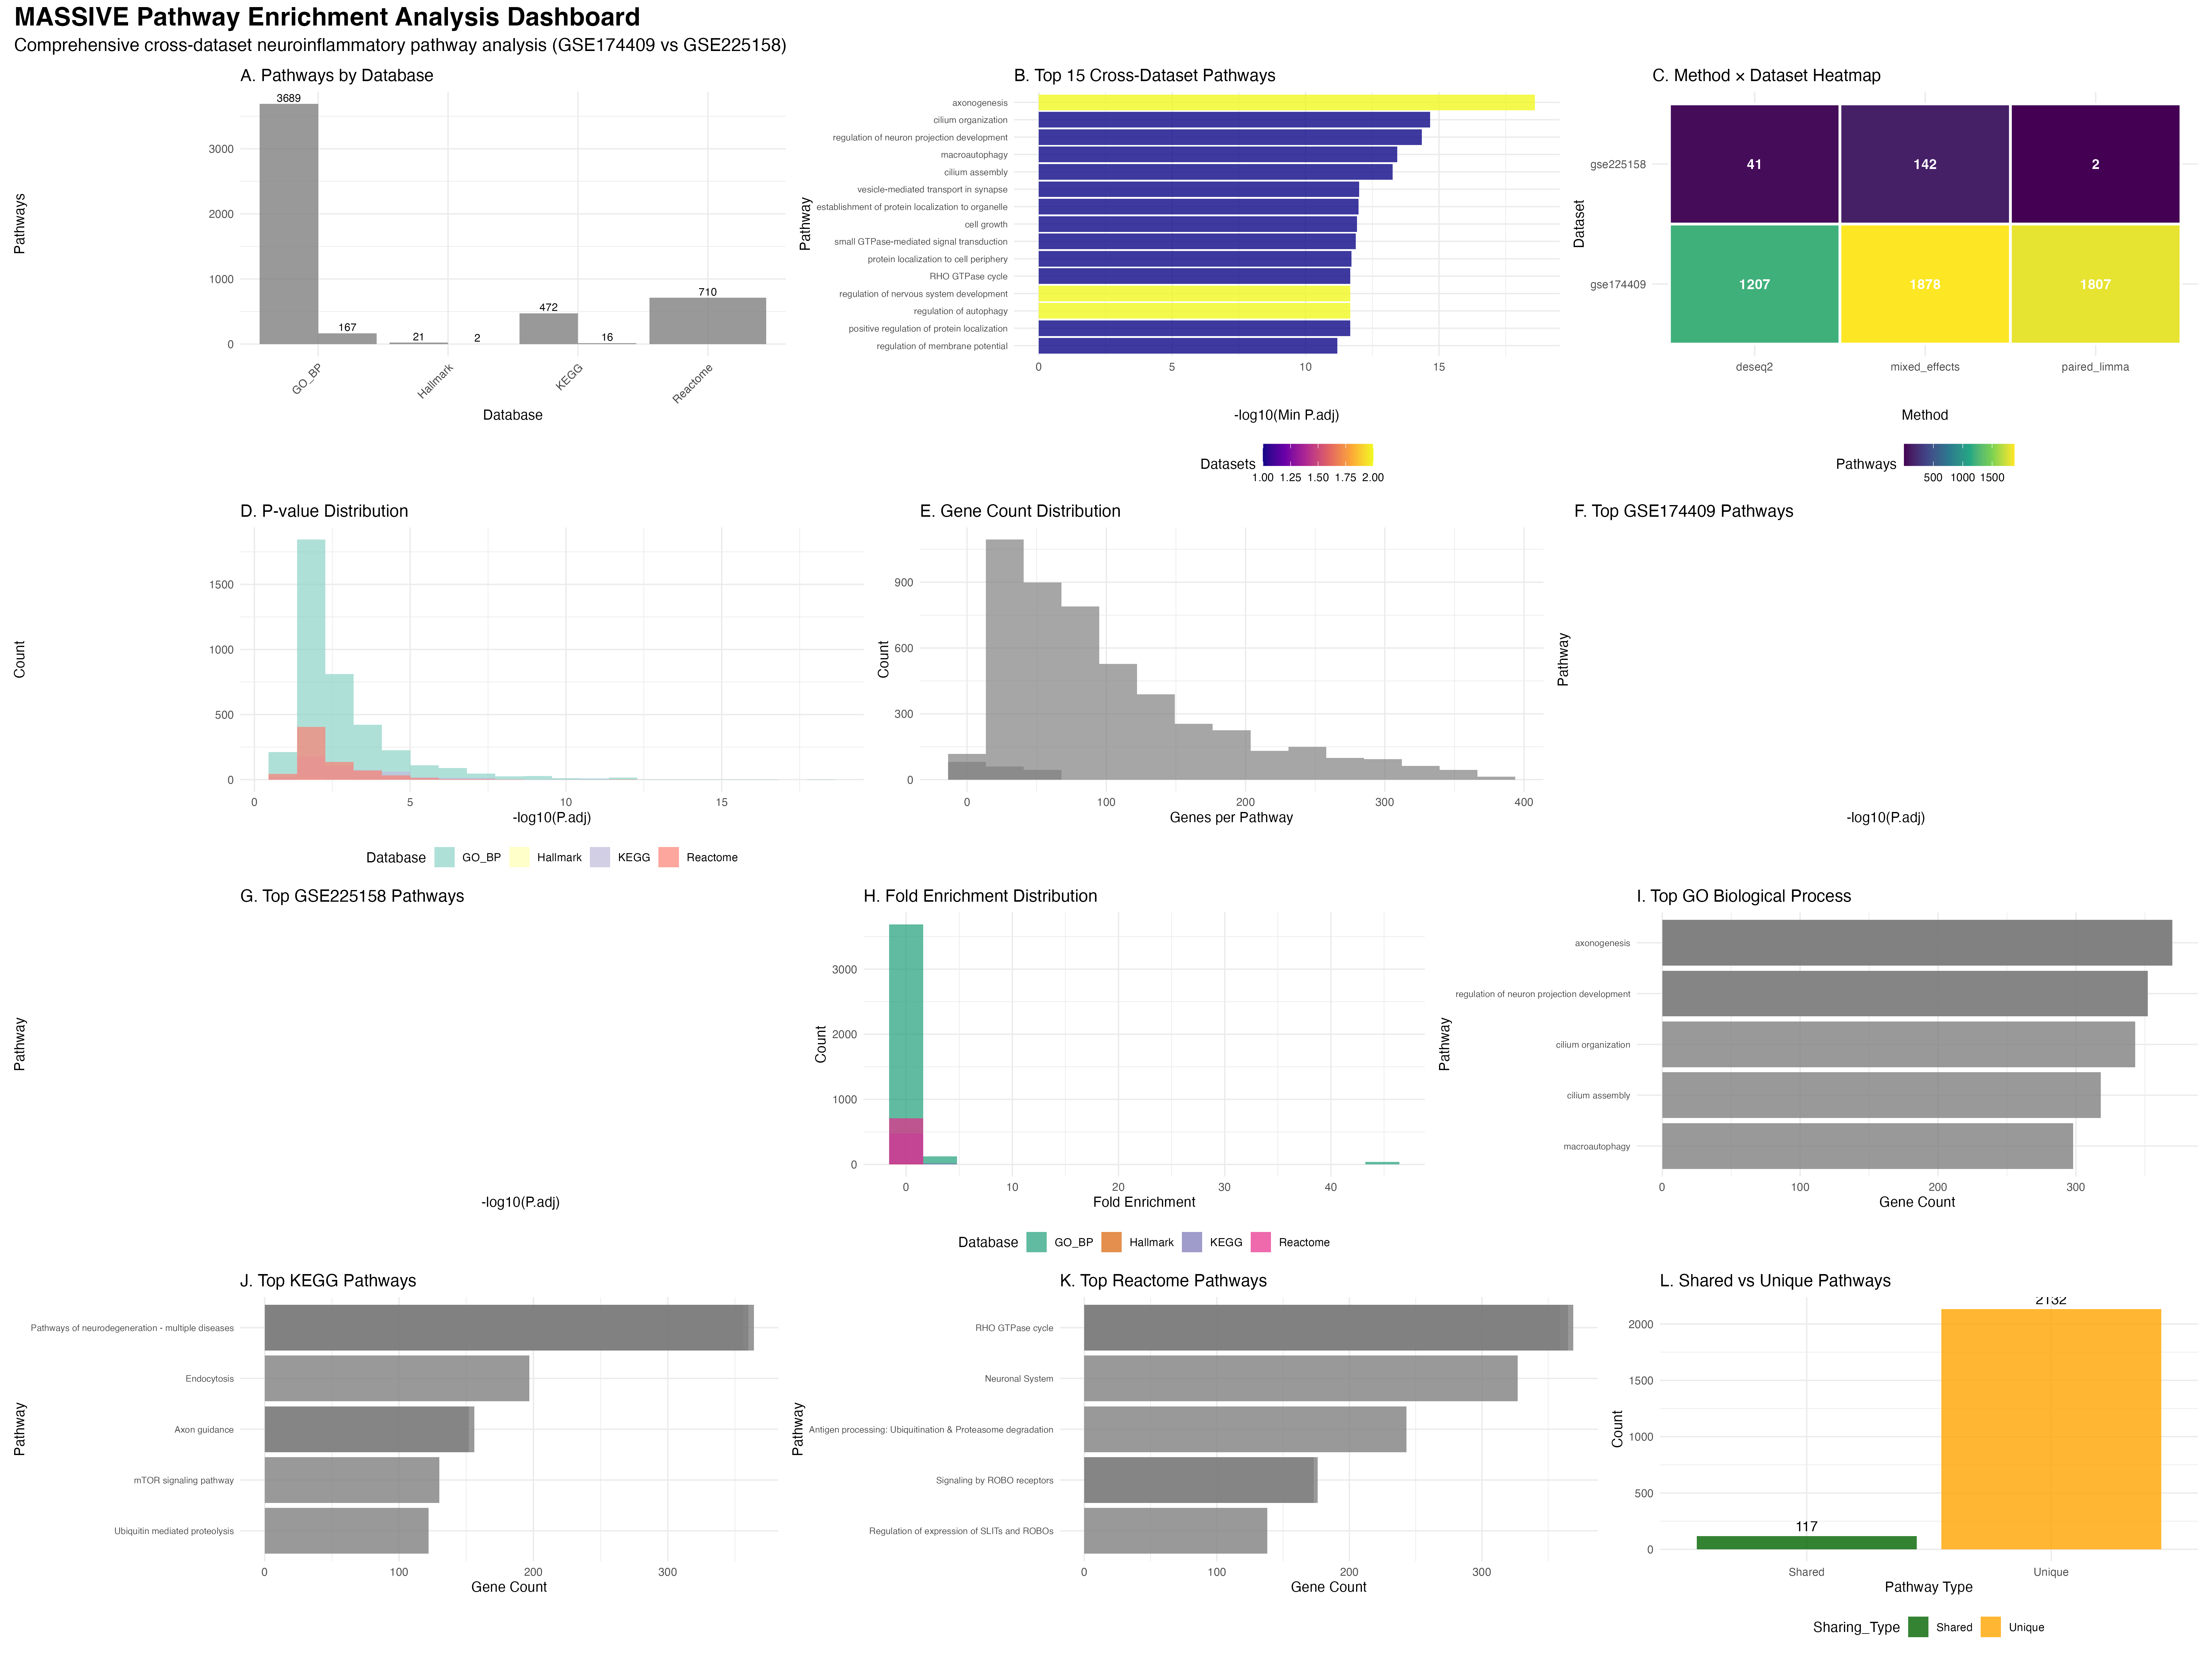 MASSIVE Pathway Enrichment Analysis Dashboard
Comprehensive cross-dataset neuroinflammatory pathway analysis (GSE174409 vs GSE225158)
A. Pathways by Database
3689
167
21
2
472
16
710
3000
2000
1000
0
Pathways
GO_BP
Hallmark
KEGG
Reactome
Database
B. Top 15 Cross-Dataset Pathways
Pathway
axonogenesis
cilium organization
regulation of neuron projection development
macroautophagy
cilium assembly
vesicle-mediated transport in synapse
establishment of protein localization to organelle
cell growth
small GTPase-mediated signal transduction
protein localization to cell periphery
RHO GTPase cycle
regulation of nervous system development
regulation of autophagy
positive regulation of protein localization
regulation of membrane potential
0 5 10 15
-log10(Min P.adj)
Datasets
1.00 1.25 1.50 1.75 2.00
C. Method × Dataset Heatmap
Dataset
gse225158
41 142 2
gse174409
1207 1878 1807
deseq2 mixed_effects paired_limma
Method
Pathways
500 1000 1500
D. P-value Distribution
Count
1500
1000
500
0
0 5 10 15
-log10(P.adj)
Database GO_BP Hallmark KEGG Reactome
E. Gene Count Distribution
Count
900
600
300
0
0 100 200 300 400
Genes per Pathway
F. Top GSE174409 Pathways
Pathway
-log10(P.adj)
G. Top GSE225158 Pathways
Pathway
-log10(P.adj)
H. Fold Enrichment Distribution
Count
3000
2000
1000
0
0 10 20 30 40
Fold Enrichment
Database GO_BP Hallmark KEGG Reactome
I. Top GO Biological Process
Pathway
axonogenesis
regulation of neuron projection development
cilium organization
cilium assembly
macroautophagy
0 100 200 300
Gene Count
J. Top KEGG Pathways
Pathway
Pathways of neurodegeneration - multiple diseases
Endocytosis
Axon guidance
mTOR signaling pathway
Ubiquitin mediated proteolysis
0 100 200 300
Gene Count
K. Top Reactome Pathways
Pathway
RHO GTPase cycle
Neuronal System
Antigen processing: Ubiquitination & Proteasome degradation
Signaling by ROBO receptors
Regulation of expression of SLITs and ROBOs
0 100 200 300
Gene Count
L. Shared vs Unique Pathways
2132
117
Count
2000
1500
1000
500
0
Shared Unique
Pathway Type
Sharing_Type Shared Unique